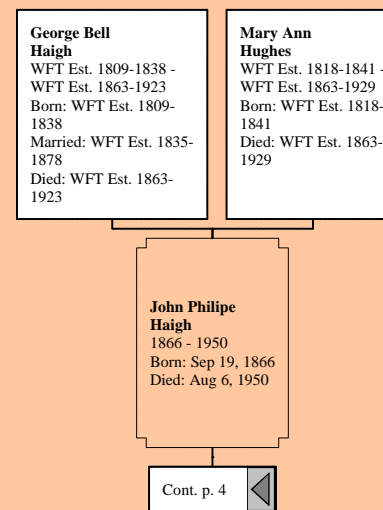 George Bell
Haigh
WFT Est. 1809-1838 -
WFT Est. 1863-1923
Born: WFT Est. 1809-
1838
Married: WFT Est. 1835-
1878
Died: WFT Est. 1863-
1923
Mary Ann
Hughes
WFT Est. 1818-1841 -
WFT Est. 1863-1929
Born: WFT Est. 1818-
1841
Died: WFT Est. 1863-
1929
John Philipe
Haigh
1866 - 1950
Born: Sep 19, 1866
Died: Aug 6, 1950
Cont. p. 4